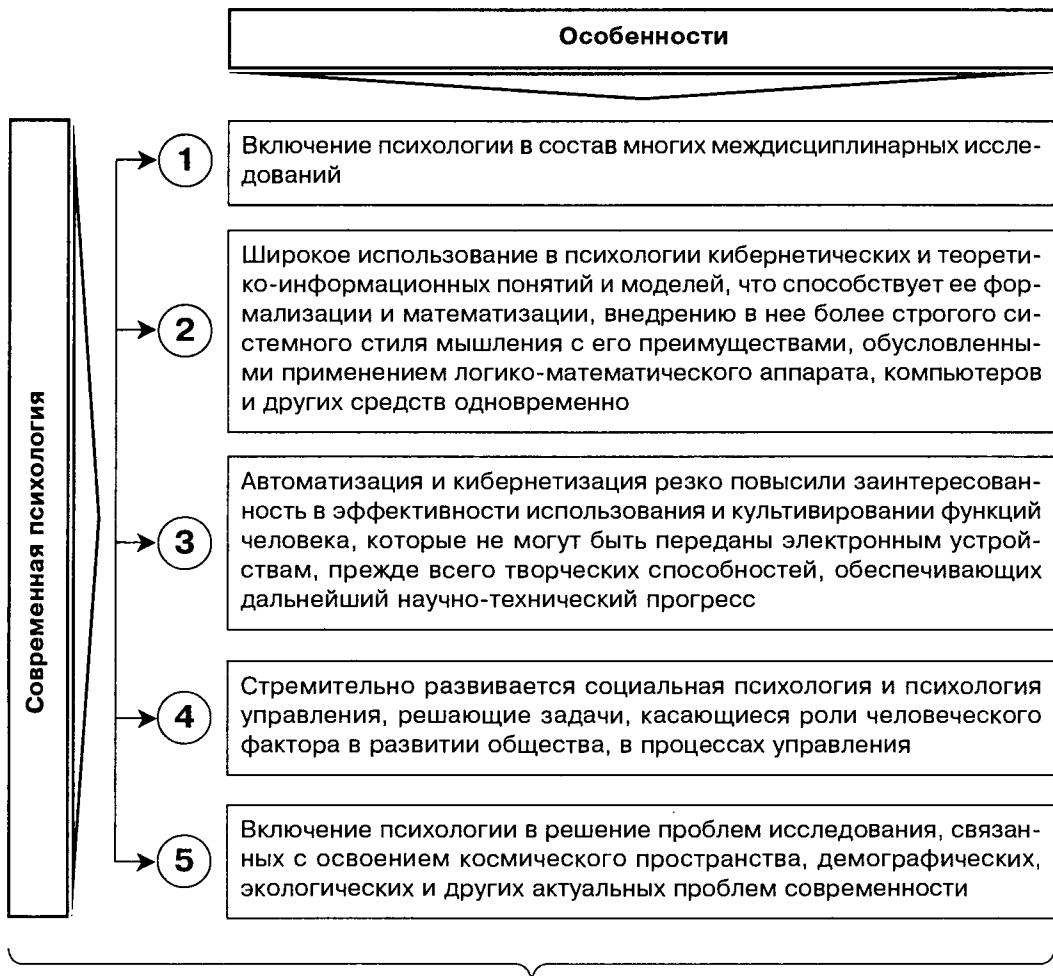 Особенности
Современная психология
1
Включение психологии в состав многих междисциплинарных иссле-
дований
2
Широкое использование в психологии кибернетических и теорети-
ко-информационных понятий и моделей, что способствует ее фор-
мализации и математизации, внедрению в нее более строгого си-
стемного стиля мышления с его преимуществами, обусловленны-
ми применением логико-математического аппарата, компьютеров
и других средств одновременно
3
Автоматизация и кибернетизация резко повысили заинтересован-
ность в эффективности использования и культивировании функций
человека, которые не могут быть переданы электронным устрой-
ствам, прежде всего творческих способностей, обеспечивающих
дальнейший научно-технический прогресс
4
Стремительно развивается социальная психология и психология
управления, решающие задачи, касающиеся роли человеческого
фактора в развитии общества, в процессах управления
5
Включение психологии в решение проблем исследования, связан-
ных с освоением космического пространства, демографических,
экологических и других актуальных проблем современности